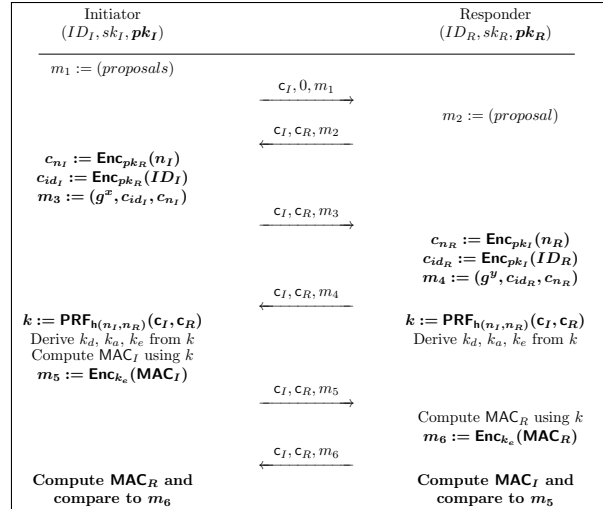 Initiator Responder
(ID_I, sk_I, pk_I) (ID_R, sk_R, pk_R)
m_1 := (proposals)
c_I, 0, m_1
m_2 := (proposal)
c_I, c_R, m_2
c_{n_I} := Enc_{pk_R}(n_I)
c_{id_I} := Enc_{pk_R}(ID_I)
m_3 := (g^x, c_{id_I}, c_{n_I})
c_I, c_R, m_3
c_{n_R} := Enc_{pk_I}(n_R)
c_{id_R} := Enc_{pk_I}(ID_R)
m_4 := (g^y, c_{id_R}, c_{n_R})
c_I, c_R, m_4
k := PRF_{h(n_I,n_R)}(c_I, c_R) k := PRF_{h(n_I,n_R)}(c_I, c_R)
Derive k_d, k_a, k_e from k Derive k_d, k_a, k_e from k
Compute MAC_I using k
m_5 := Enc_{k_e}(MAC_I)
c_I, c_R, m_5
Compute MAC_R using k
m_6 := Enc_{k_e}(MAC_R)
c_I, c_R, m_6
Compute MAC_R and Compute MAC_I and
compare to m_6 compare to m_5